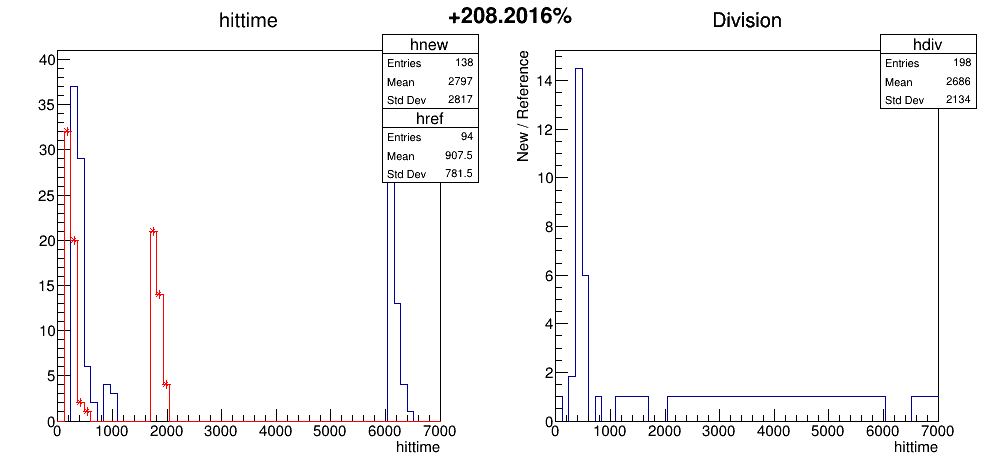 +208.2016%
hittime
hnew
Entries 138
Mean 2797
Std Dev 2817
href
Entries 94
Mean 907.5
Std Dev 781.5
40
35
30
25
20
15
10
5
0
0 1000 2000 3000 4000 5000 6000 7000
hittime
Division
hdiv
Entries 198
Mean 2686
Std Dev 2134
New / Reference
14
12
10
8
6
4
2
0
0 1000 2000 3000 4000 5000 6000 7000
hittime